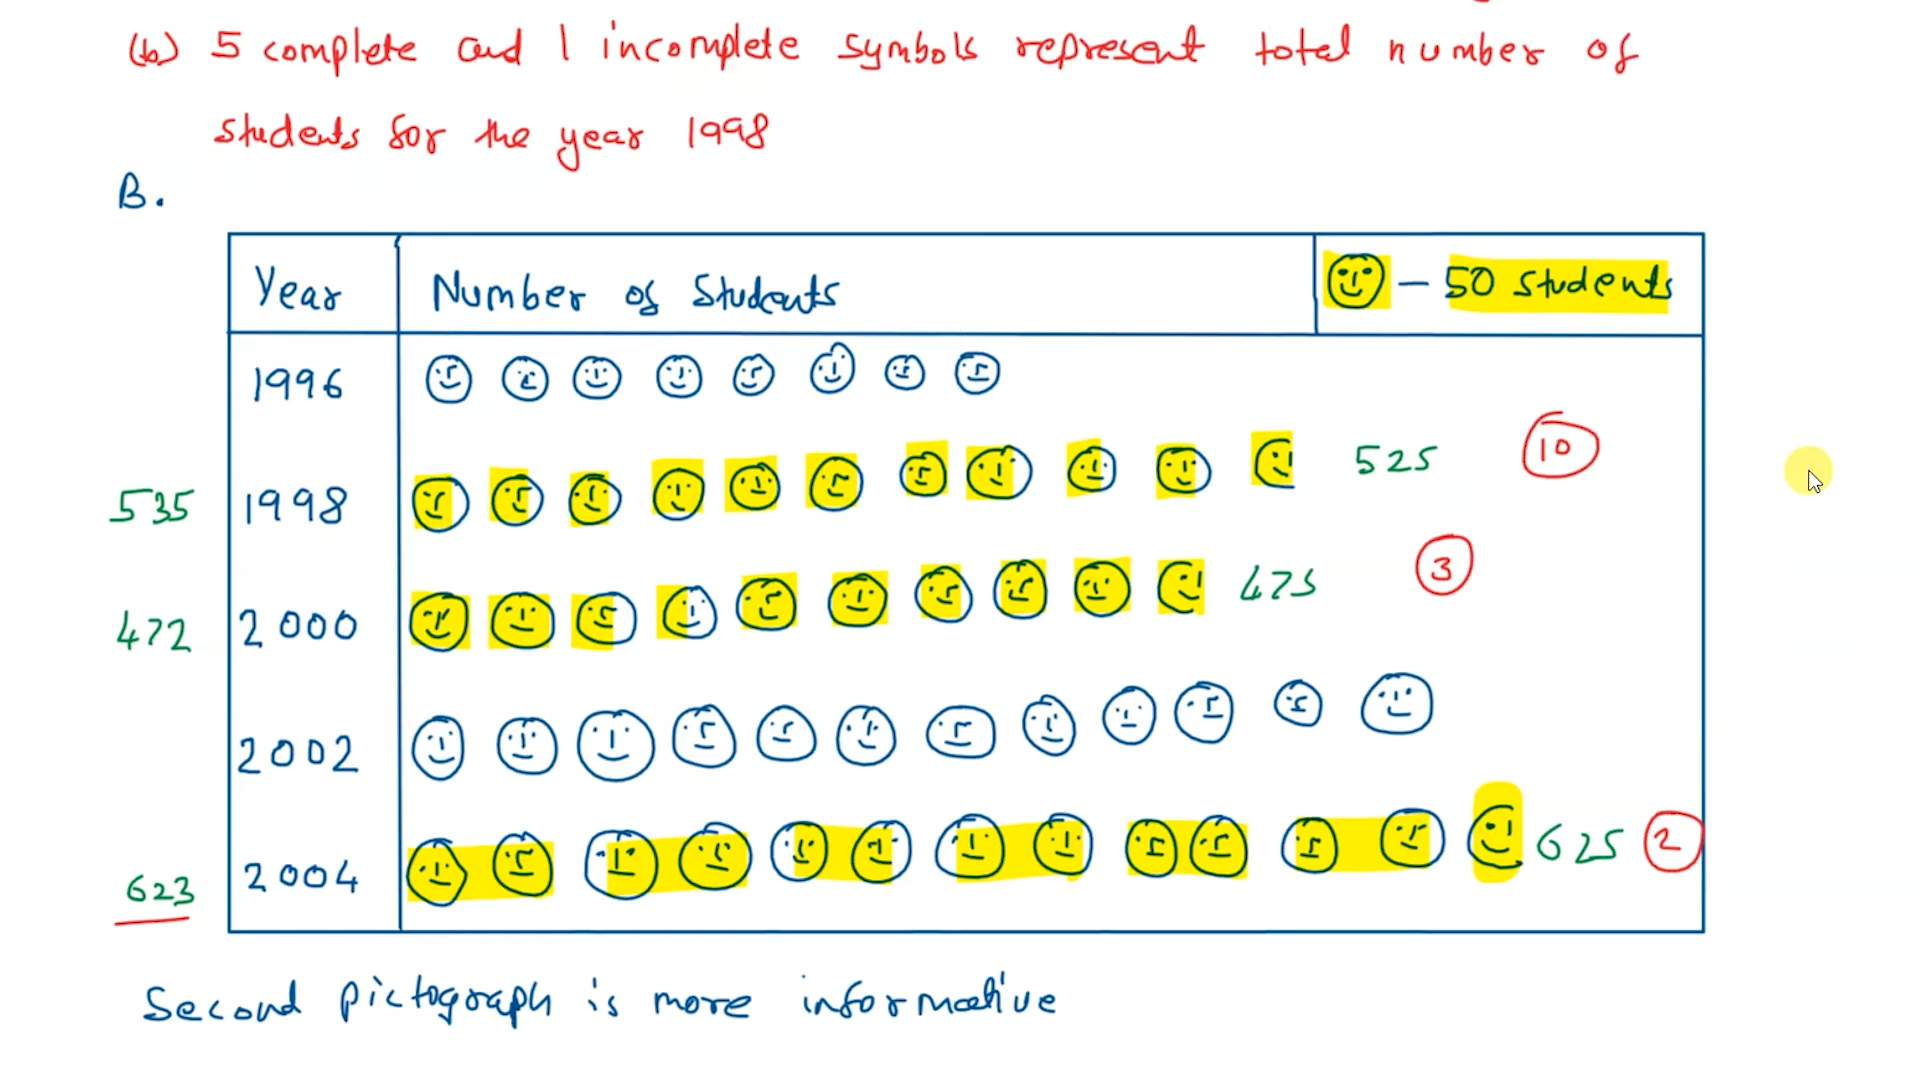 (b) 5 complete and 1 incomplete symbols represent total number of
students for the year 1998
B.
Year Number of Students - 50 students
1996
535 1998 525 10
472 2000 475 3
2002
623 2004 625 2
Second pictograph is more informative